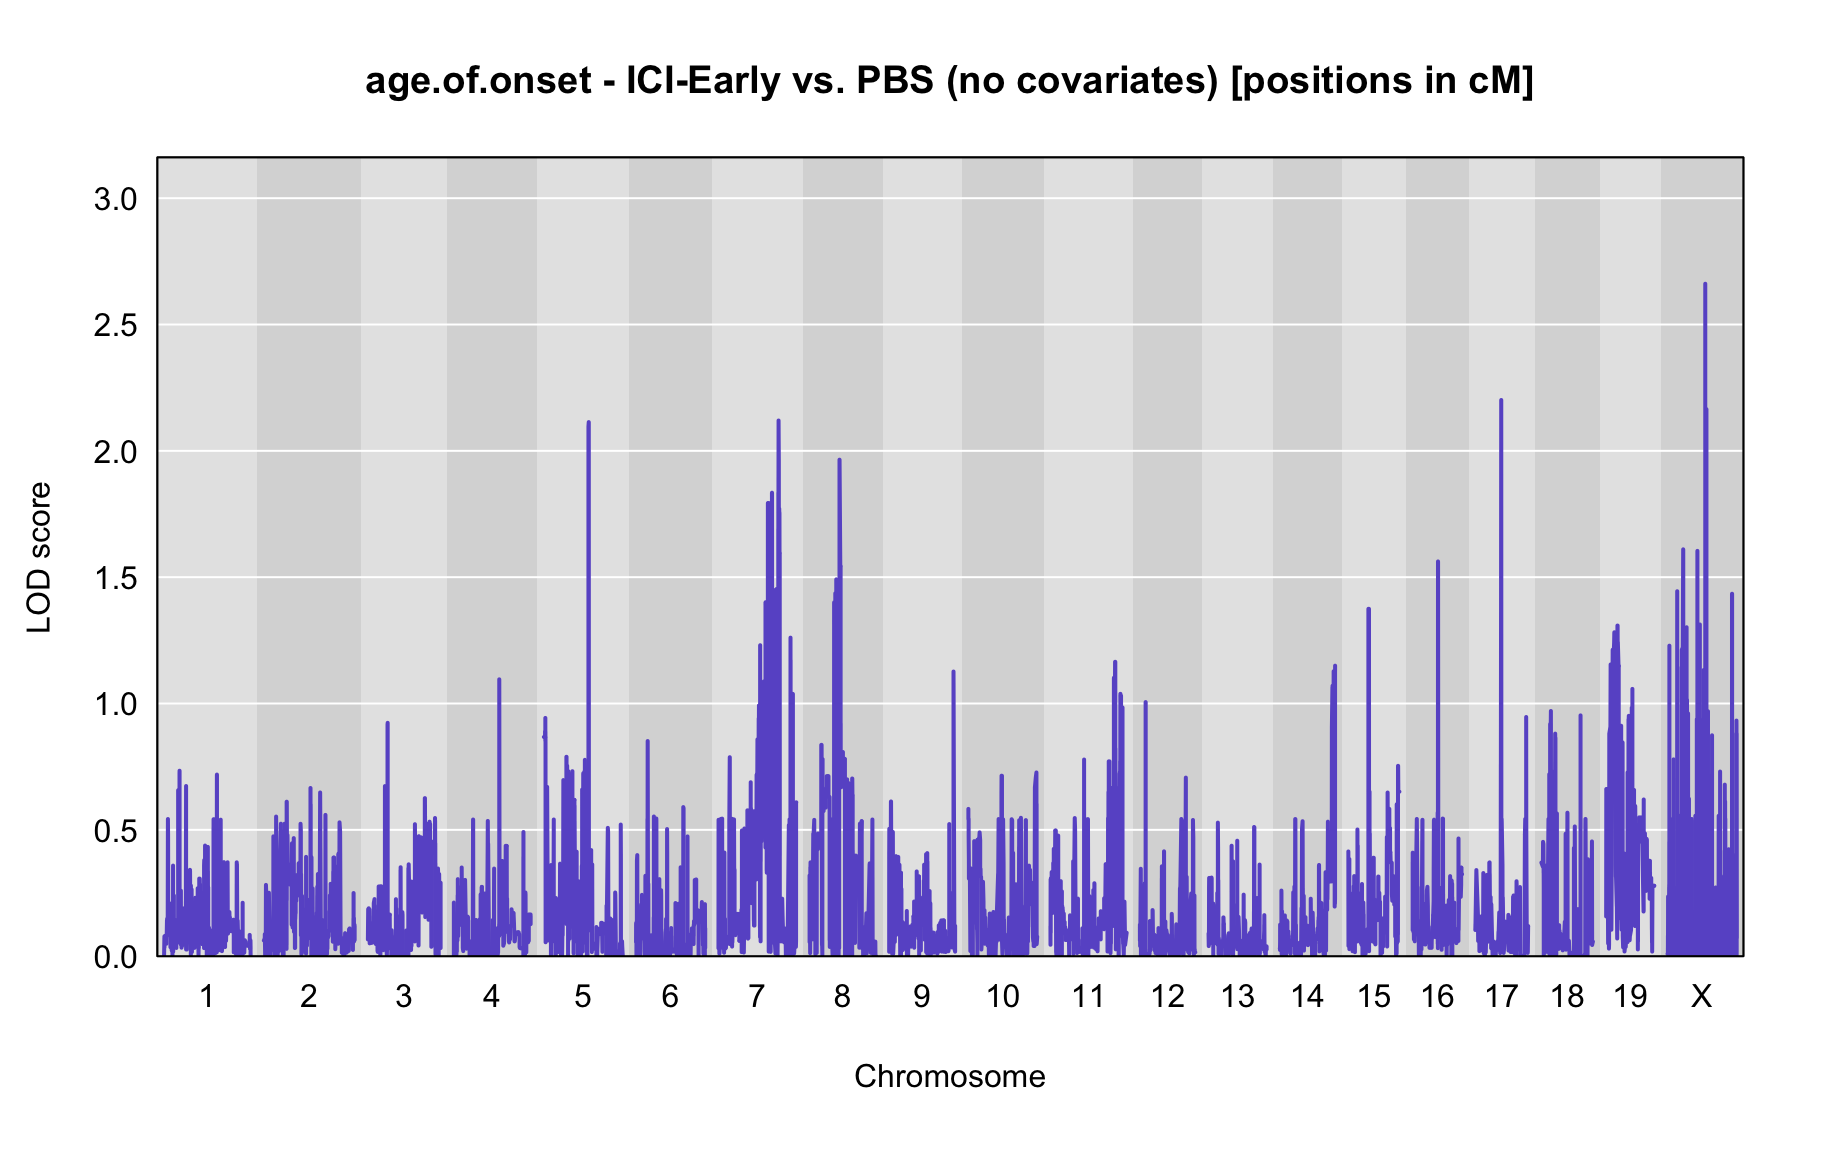 age.of.onset - ICI-Early vs. PBS (no covariates) [positions in cM]
3.0
2.5
2.0
1.5
1.0
0.5
0.0
LOD score
1 2 3 4 5 6 7 8 9 10 11 12 13 14 15 16 17 18 19 X
Chromosome